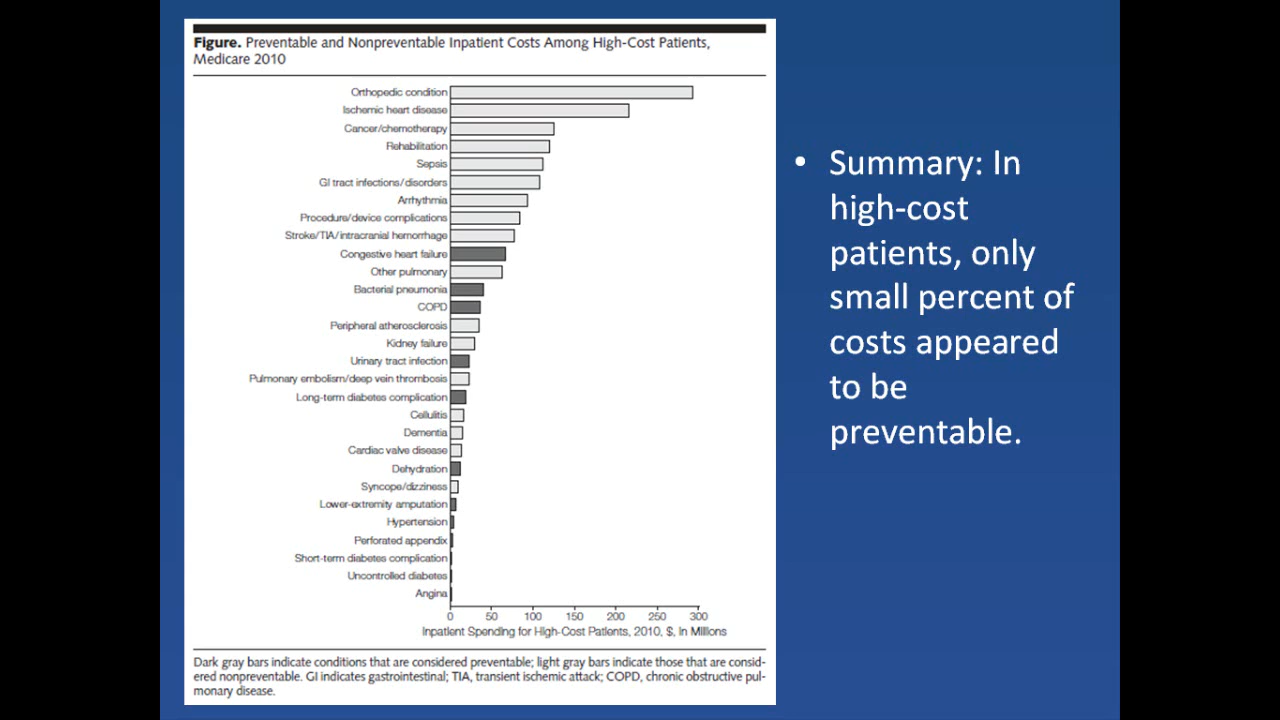 Figure. Preventable and Nonpreventable Inpatient Costs Among High-Cost Patients,
Medicare 2010
Orthopedic condition
Ischemic heart disease
Cancer/chemotherapy
Rehabilitation
Sepsis
GI tract infections/disorders
Arrhythmia
Procedure/device complications
Stroke/TIA/intracranial hemorrhage
Congestive heart failure
Other pulmonary
Bacterial pneumonia
COPD
Peripheral atherosclerosis
Kidney failure
Urinary tract infection
Pulmonary embolism/deep vein thrombosis
Long-term diabetes complication
Cellulitis
Dementia
Cardiac valve disease
Dehydration
Syncope/dizziness
Lower-extremity amputation
Hypertension
Perforated appendix
Short-term diabetes complication
Uncontrolled diabetes
Angina
0 50 100 150 200 250 300
Inpatient Spending for High-Cost Patients, 2010, $, in Millions
Dark gray bars indicate conditions that are considered preventable; light gray bars indicate those that are consid-
ered nonpreventable. GI indicates gastrointestinal; TIA, transient ischemic attack; COPD, chronic obstructive pul-
monary disease.
• Summary: In
high-cost
patients, only
small percent of
costs appeared
to be
preventable.